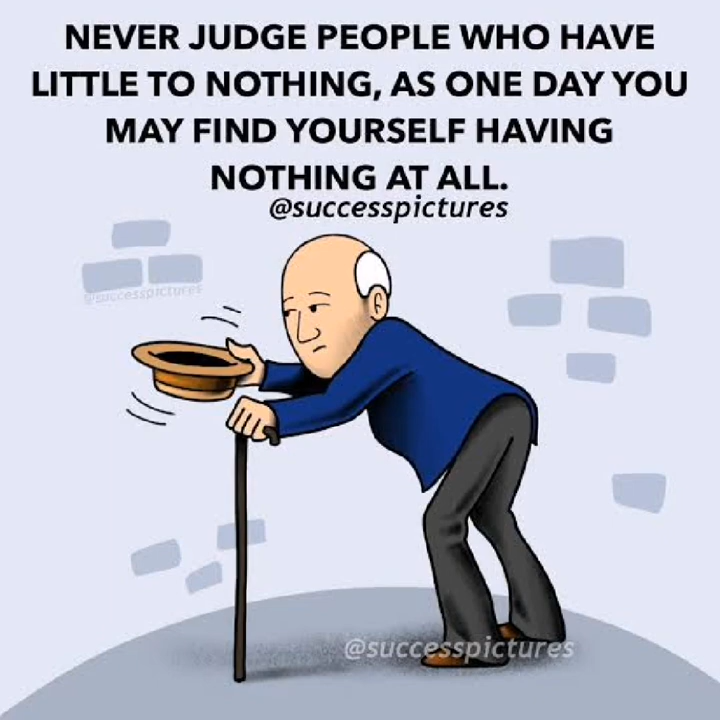 NEVER JUDGE PEOPLE WHO HAVE
LITTLE TO NOTHING, AS ONE DAY YOU
MAY FIND YOURSELF HAVING
NOTHING AT ALL.
@successpictures
@successpictures
@successpictures